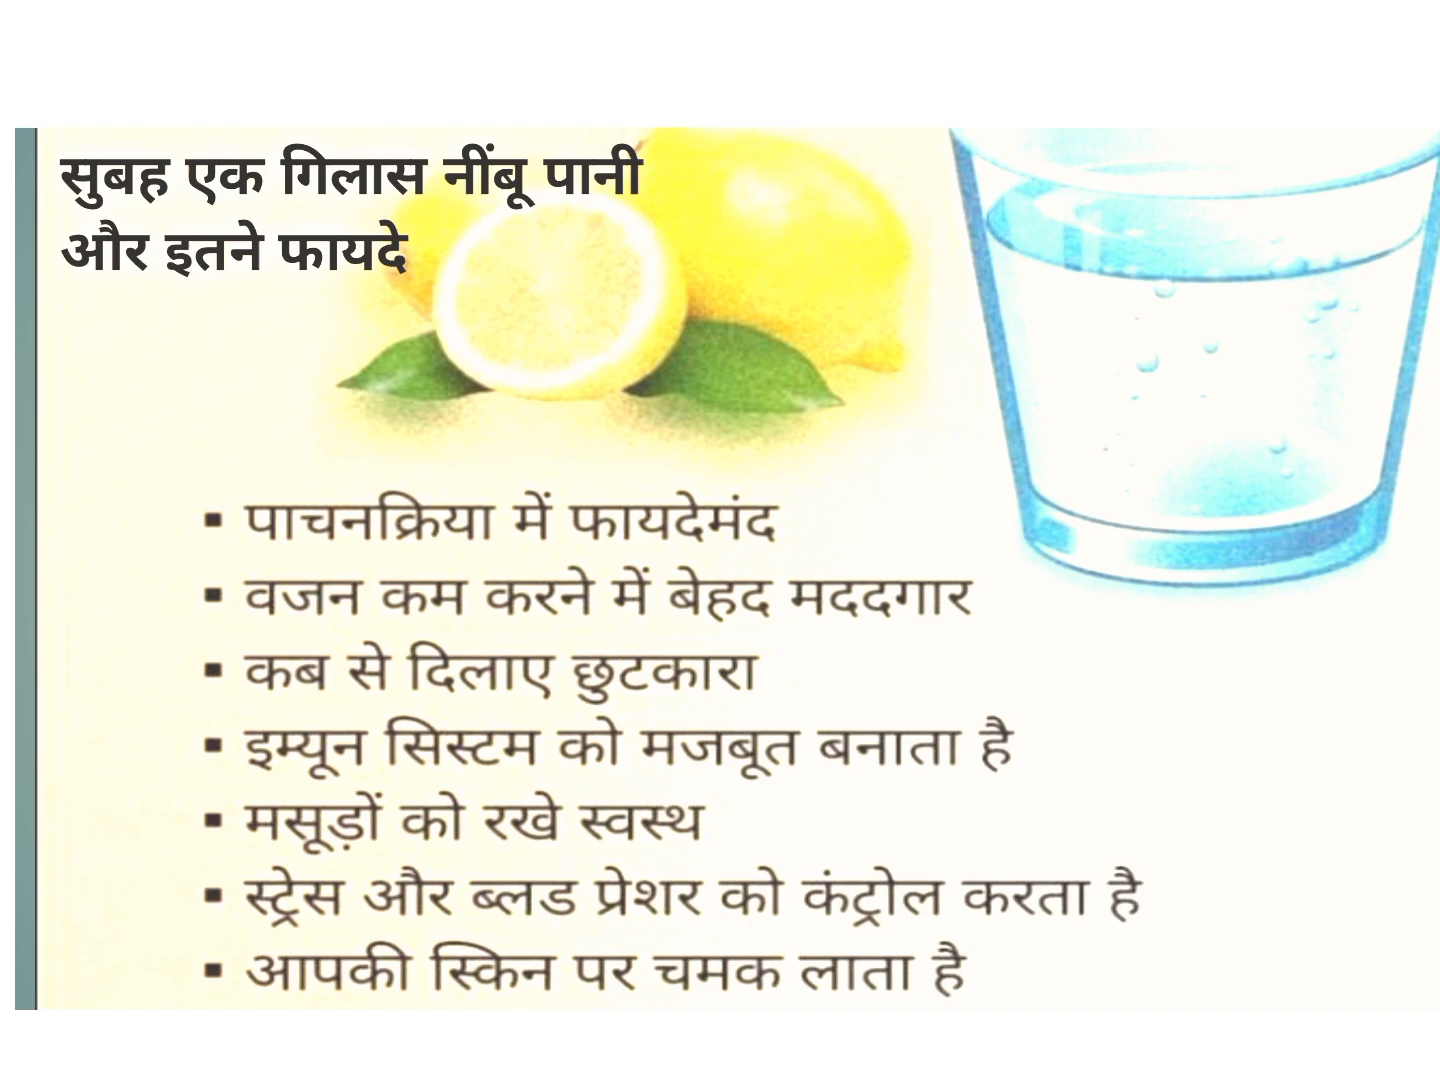 सुबह एक गिलास नींबू पानी
और इतने फायदे
▪ पाचनक्रिया में फायदेमंद
▪ वजन कम करने में बेहद मददगार
▪ कब से दिलाए छुटकारा
▪ इम्यून सिस्टम को मजबूत बनाता है
▪ मसूड़ों को रखे स्वस्थ
▪ स्ट्रेस और ब्लड प्रेशर को कंट्रोल करता है
▪ आपकी स्किन पर चमक लाता है